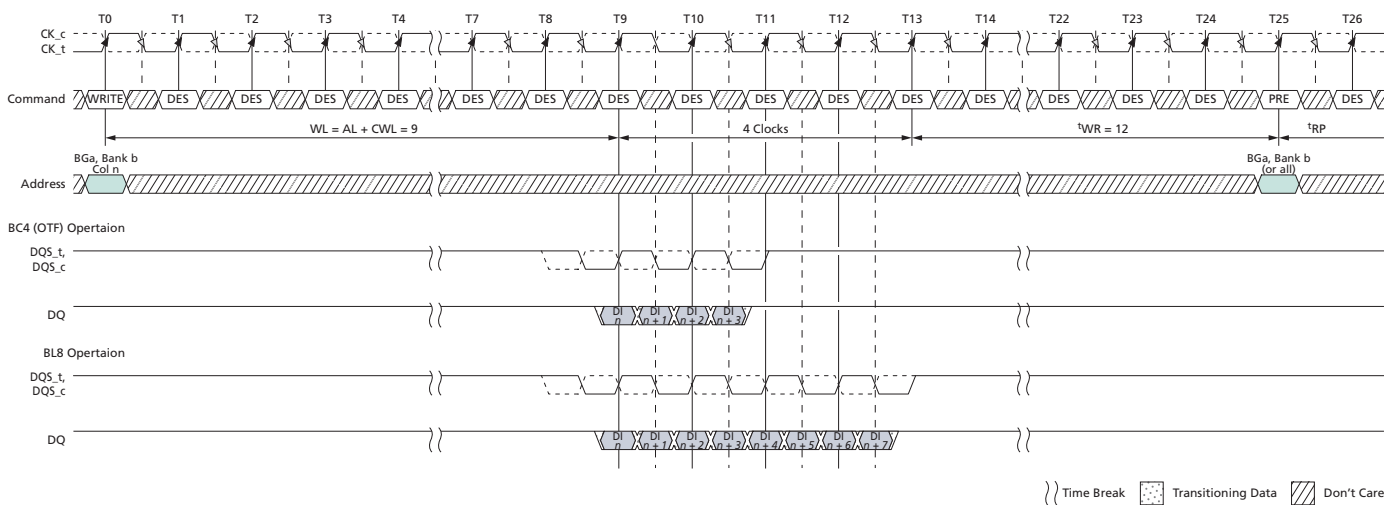 T0 T1 T2 T3 T4 T7 T8 T9 T10 T11 T12 T13 T14 T22 T23 T24 T25 T26
CK_c
CK_t
Command WRITE DES DES DES DES DES DES DES DES DES DES DES DES DES DES DES PRE DES
WL = AL + CWL = 9 4 Clocks tWR = 12 tRP
BGa, Bank b
Col n
BGa, Bank b
(or all)
Address
BC4 (OTF) Opertaion
DQS_t,
DQS_c
DQ DI n DI n + 1 DI n + 2 DI n + 3
BL8 Opertaion
DQS_t,
DQS_c
DQ DI n DI n + 1 DI n + 2 DI n + 3 DI n + 4 DI n + 5 DI n + 6 DI n + 7
Time Break Transitioning Data Don't Care